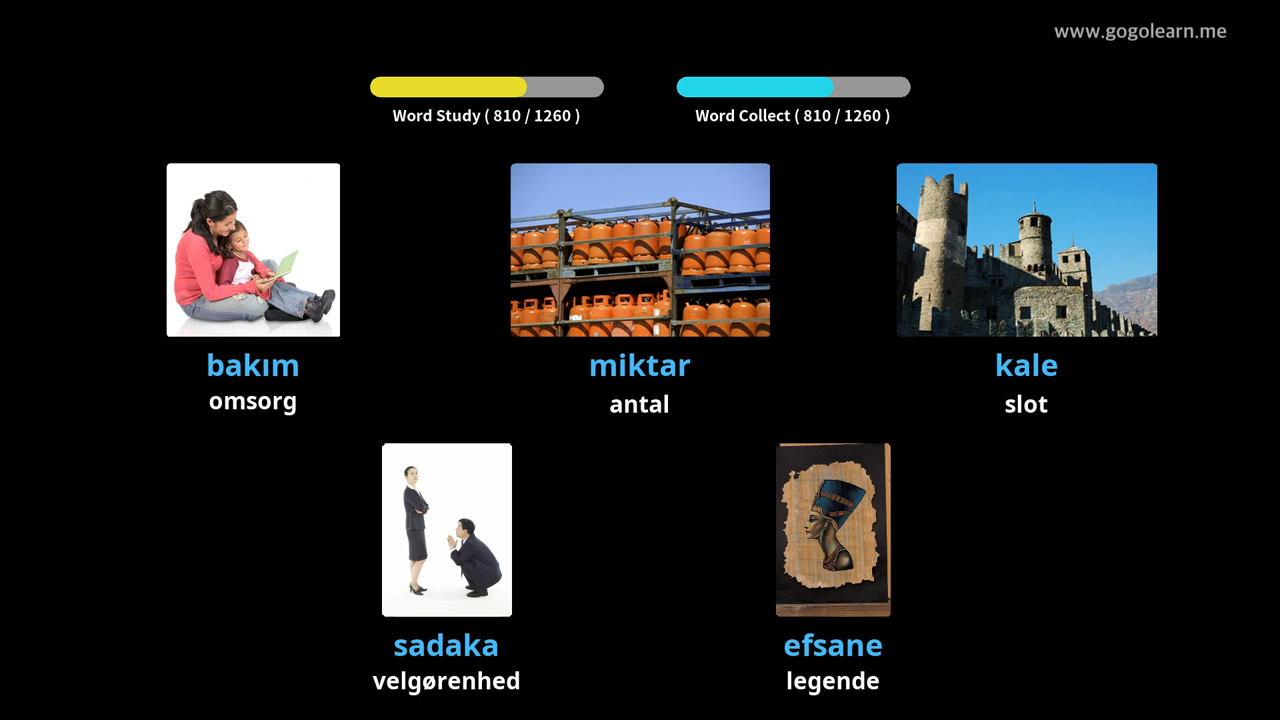 www.gogolearn.me
Word Study ( 810 / 1260 )
Word Collect ( 810 / 1260 )
bakım
omsorg
miktar
antal
kale
slot
sadaka
velgørenhed
efsane
legende